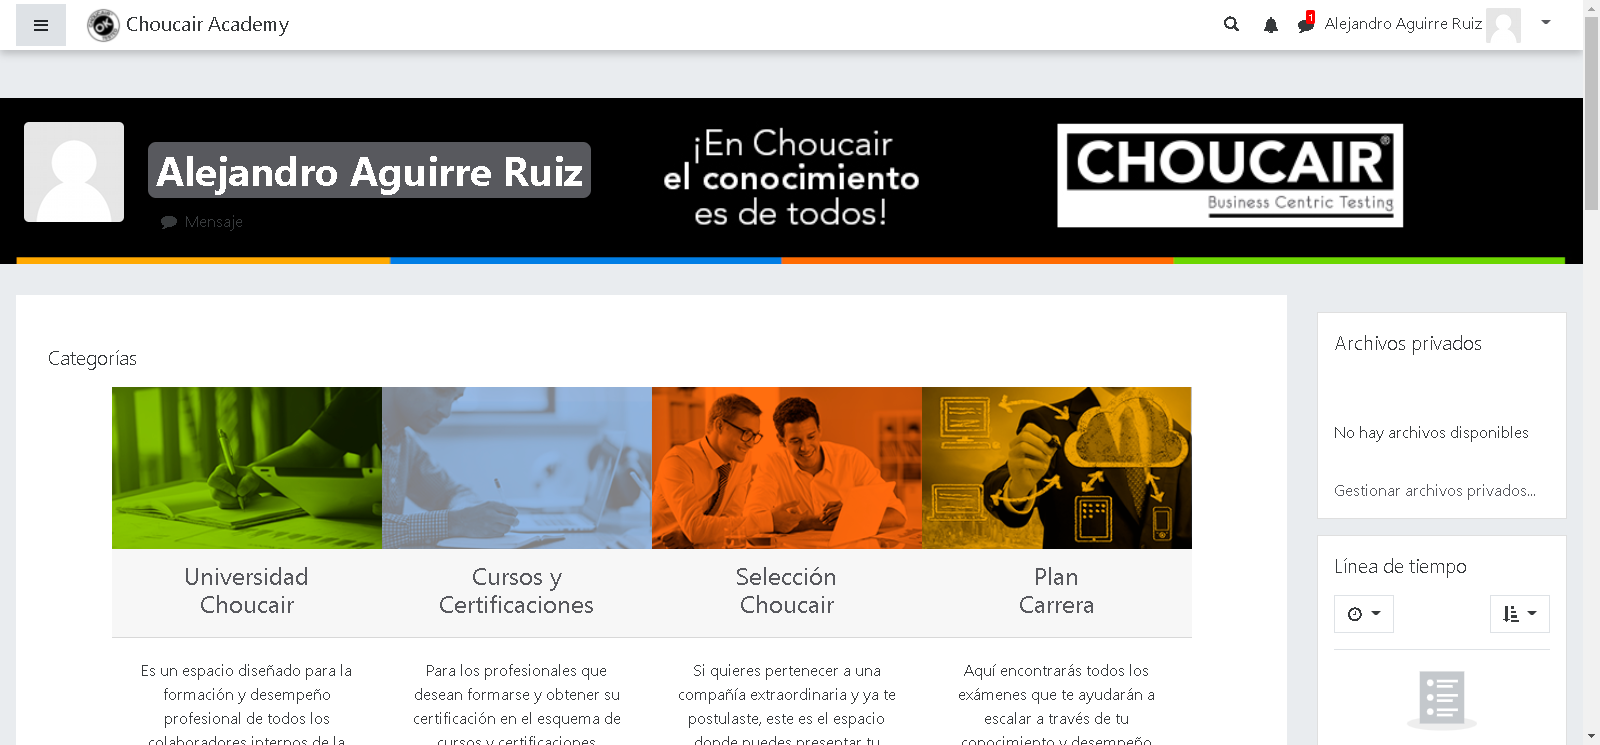 Choucair Academy
1
Alejandro Aguirre Ruiz
Alejandro Aguirre Ruiz
Mensaje
¡En Choucair
el conocimiento
es de todos!
CHOUCAIR®
Business Centric Testing
Categorías
Universidad
Choucair
Es un espacio diseñado para la
formación y desempeño
profesional de todos los
colaboradores internos de la
Cursos y
Certificaciones
Para los profesionales que
desean formarse y obtener su
certificación en el esquema de
cursos y certificaciones
Selección
Choucair
Si quieres pertenecer a una
compañía extraordinaria y ya te
postulaste, este es el espacio
donde puedes presentar tu
Plan
Carrera
Aquí encontrarás todos los
exámenes que te ayudarán a
escalar a través de tu
conocimiento y desempeño
Archivos privados
No hay archivos disponibles
Gestionar archivos privados...
Línea de tiempo